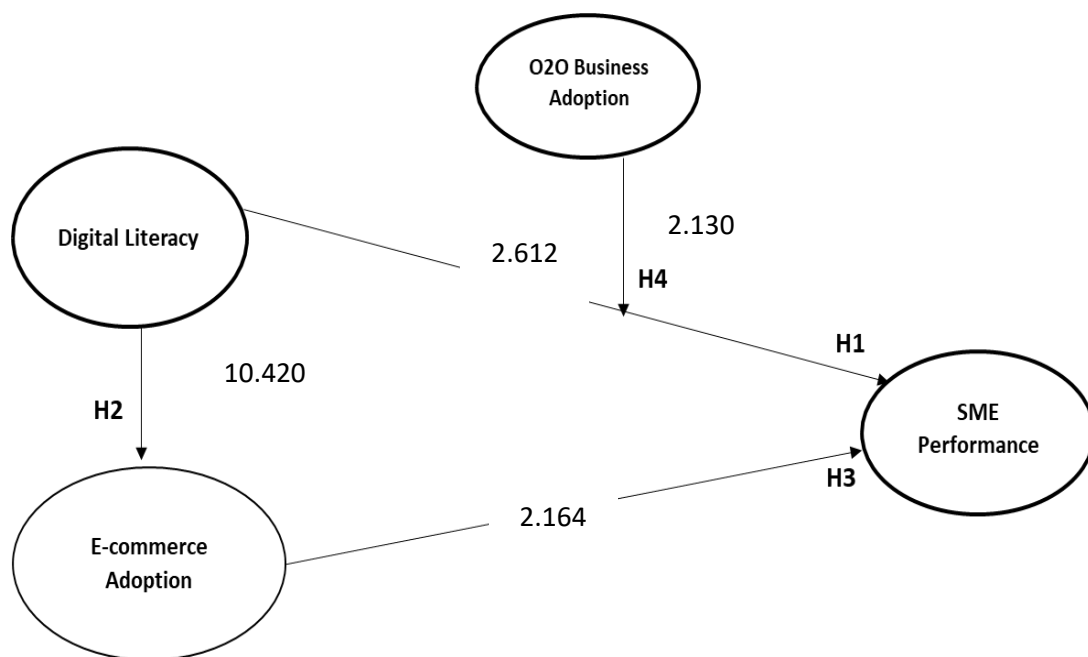 O2O Business
Adoption
Digital Literacy
2.612
2.130
H4
H1
10.420
H2
SME
Performance
H3
2.164
E-commerce
Adoption